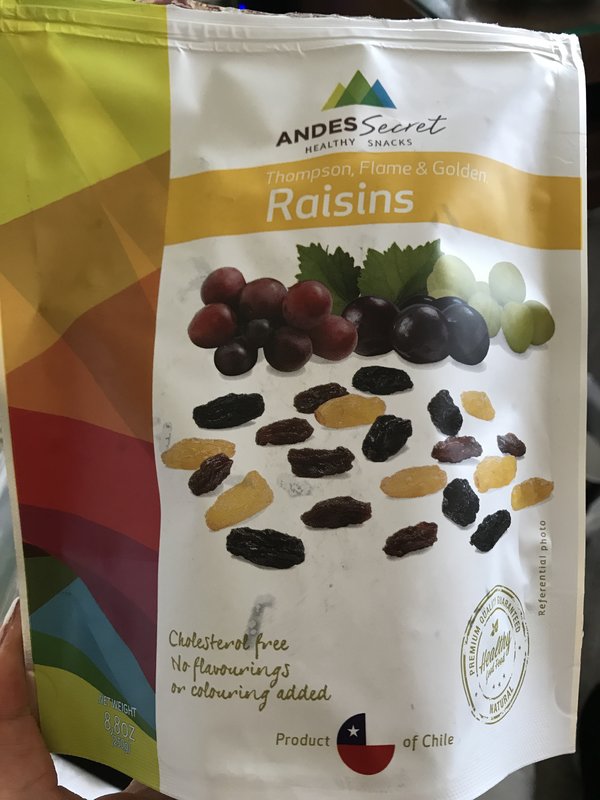 ANDES Secret
HEALTHY SNACKS
Thompson, Flame & Golden
Raisins
Referential photo
PREMIUM QUALITY GUARANTEED
Healthy
NATURAL
Cholesterol free
No flavourings
or colouring added
NET WEIGHT
8,8oz
Product of Chile